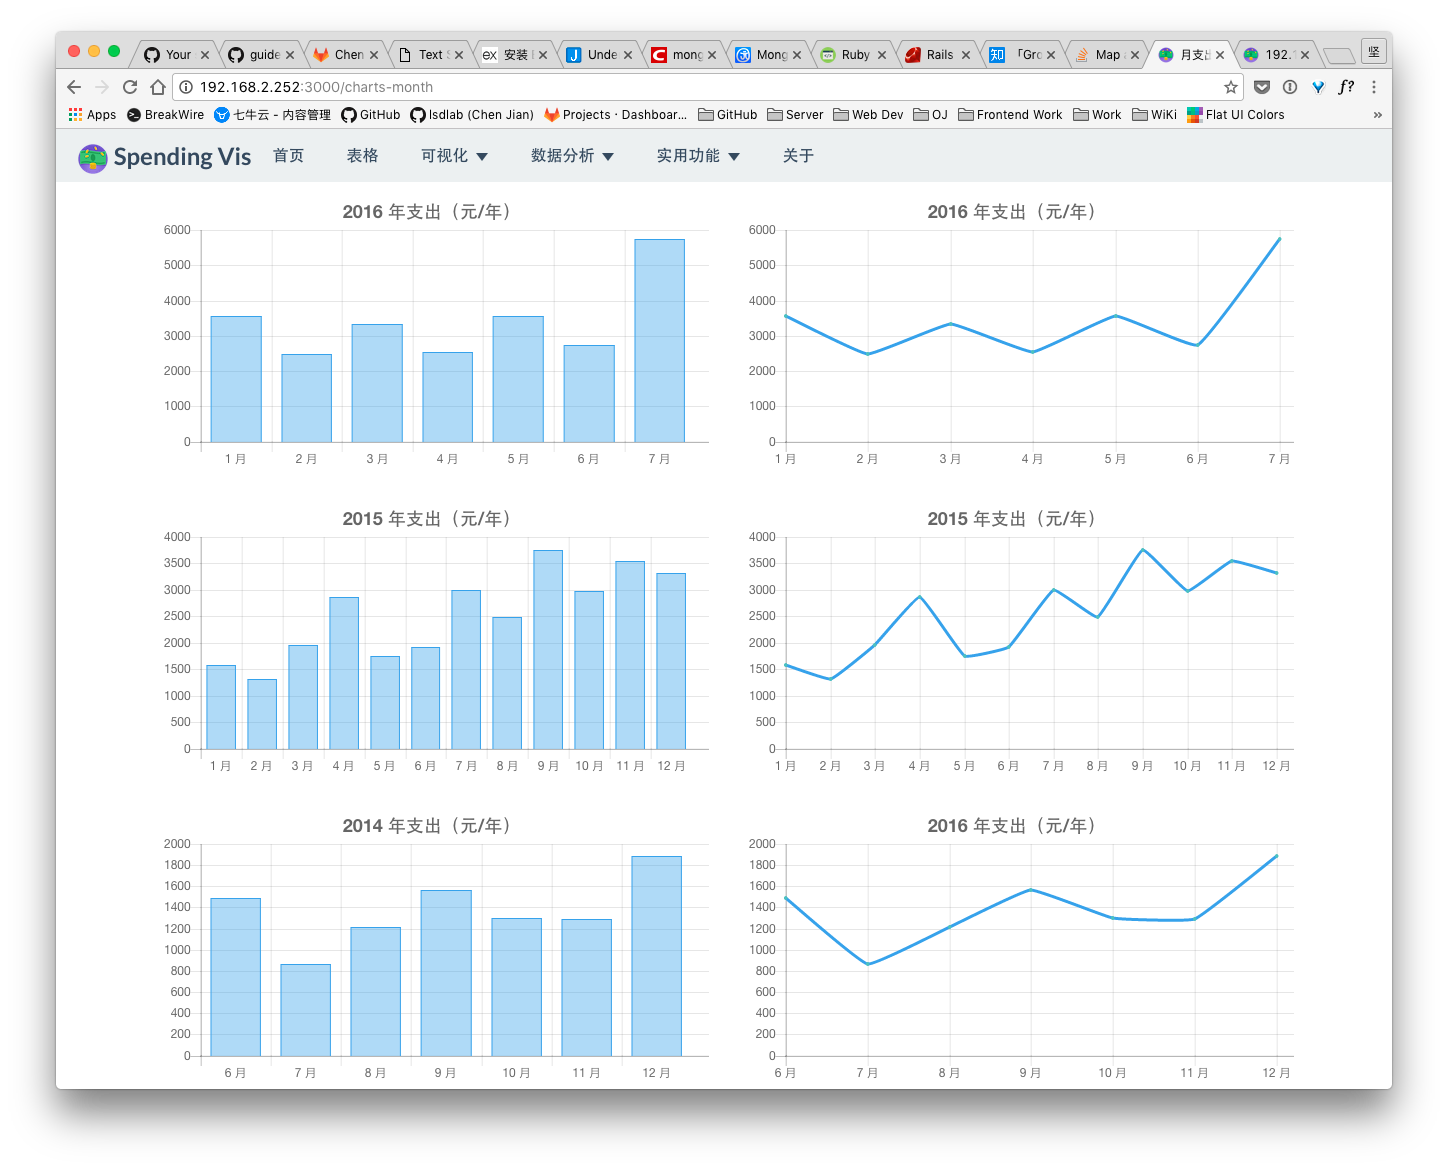 Your
guide
Chen
Text S
ex 安装
J Unde
C mong
Mong
Ruby
Rails
知 「Gro
Map
月支出
192.1
坚
192.168.2.252:3000/charts-month
f?
Apps
BreakWire
七牛云 - 内容管理
GitHub
lsdlab (Chen Jian)
Projects · Dashboar...
GitHub
Server
Web Dev
OJ
Frontend Work
Work
WiKi
Flat UI Colors
»
Spending Vis
首页
表格
可视化
数据分析
实用功能
关于
2016 年支出（元/年）
6000
5000
4000
3000
2000
1000
0
1 月 2 月 3 月 4 月 5 月 6 月 7 月
2016 年支出（元/年）
6000
5000
4000
3000
2000
1000
0
1 月 2 月 3 月 4 月 5 月 6 月 7 月
2015 年支出（元/年）
4000
3500
3000
2500
2000
1500
1000
500
0
1 月 2 月 3 月 4 月 5 月 6 月 7 月 8 月 9 月 10 月 11 月 12 月
2015 年支出（元/年）
4000
3500
3000
2500
2000
1500
1000
500
0
1 月 2 月 3 月 4 月 5 月 6 月 7 月 8 月 9 月 10 月 11 月 12 月
2014 年支出（元/年）
2000
1800
1600
1400
1200
1000
800
600
400
200
0
6 月 7 月 8 月 9 月 10 月 11 月 12 月
2016 年支出（元/年）
2000
1800
1600
1400
1200
1000
800
600
400
200
0
6 月 7 月 8 月 9 月 10 月 11 月 12 月